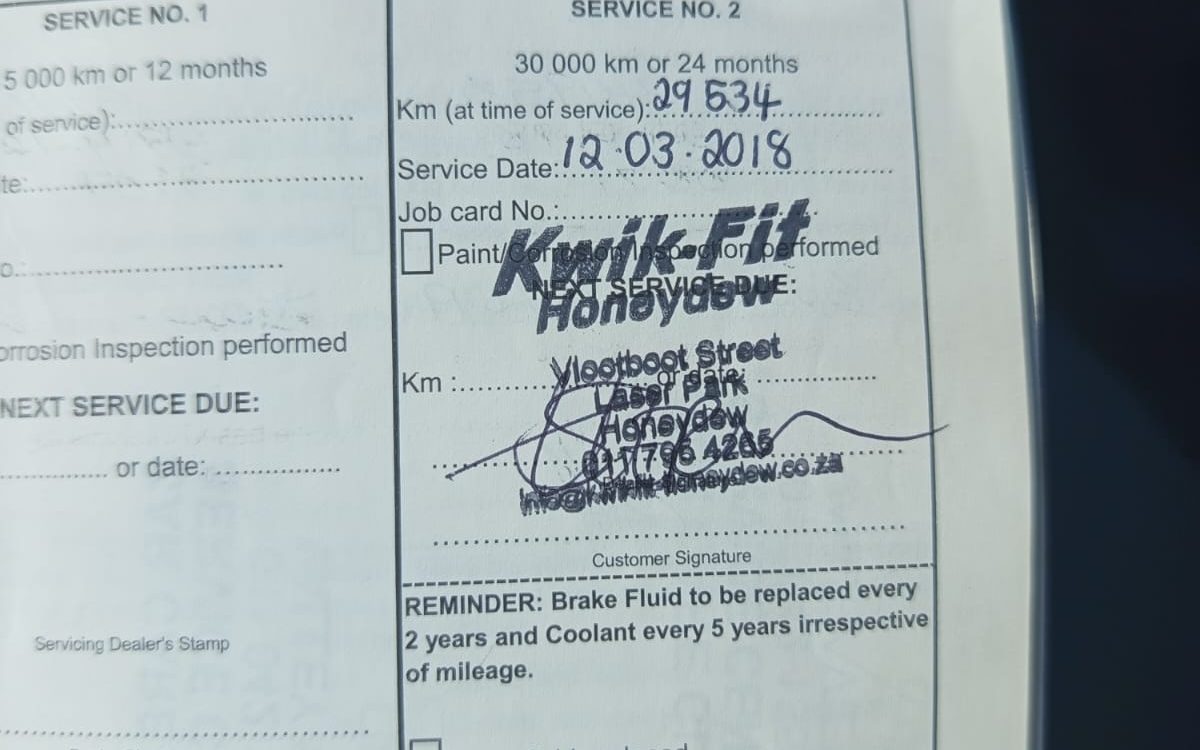 SERVICE NO. 1
5 000 km or 12 months
of service):
te:
o.:
orrosion Inspection performed
NEXT SERVICE DUE:
or date:
Servicing Dealer's Stamp
SERVICE NO. 2
30 000 km or 24 months
Km (at time of service): 29 534
Service Date: 12.03.2018
Job card No.:
Paint/Corrosion Inspection performed
Kwik-Fit
NEXT SERVICE DUE:
Honeydew
Vlootboot Street
Km : or date:
Laser Park
Honeydew
011 796 4265
Customer Signature
REMINDER: Brake Fluid to be replaced every
2 years and Coolant every 5 years irrespective
of mileage.